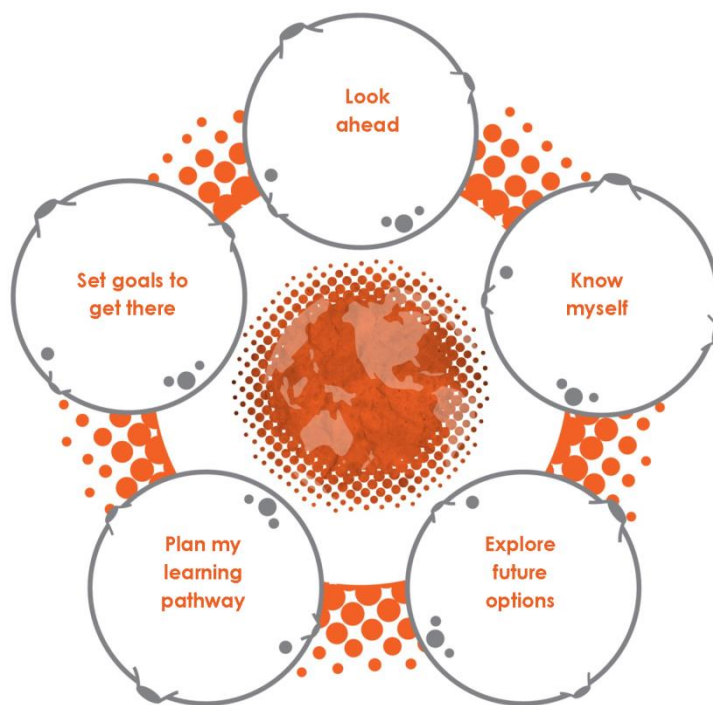 Look
ahead
Know
myself
Explore
future
options
Plan my
learning
pathway
Set goals to
get there